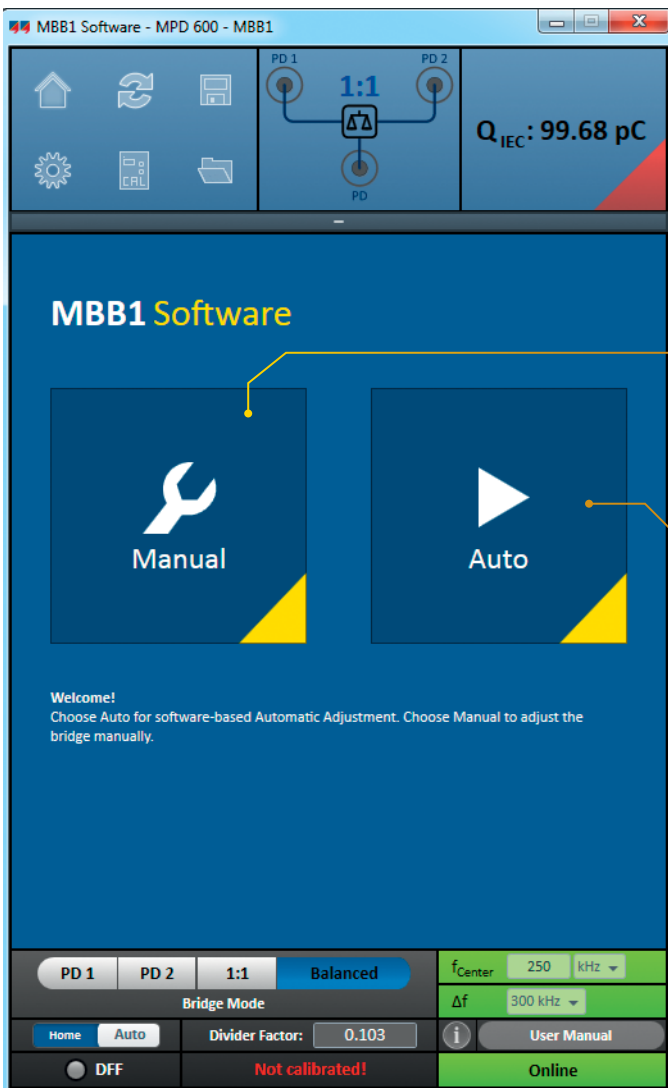 MBB1 Software - MPD 600 - MBB1
PD 1
PD 2
1:1
PD
CAL
Q IEC: 99.68 pC
MBB1 Software
Manual
Auto
Welcome!
Choose Auto for software-based Automatic Adjustment. Choose Manual to adjust the
bridge manually.
PD 1 PD 2 1:1 Balanced
Bridge Mode
fCenter 250 kHz
Δf 300 kHz
Home Auto
Divider Factor: 0.103
i User Manual
DFF
Not calibrated!
Online